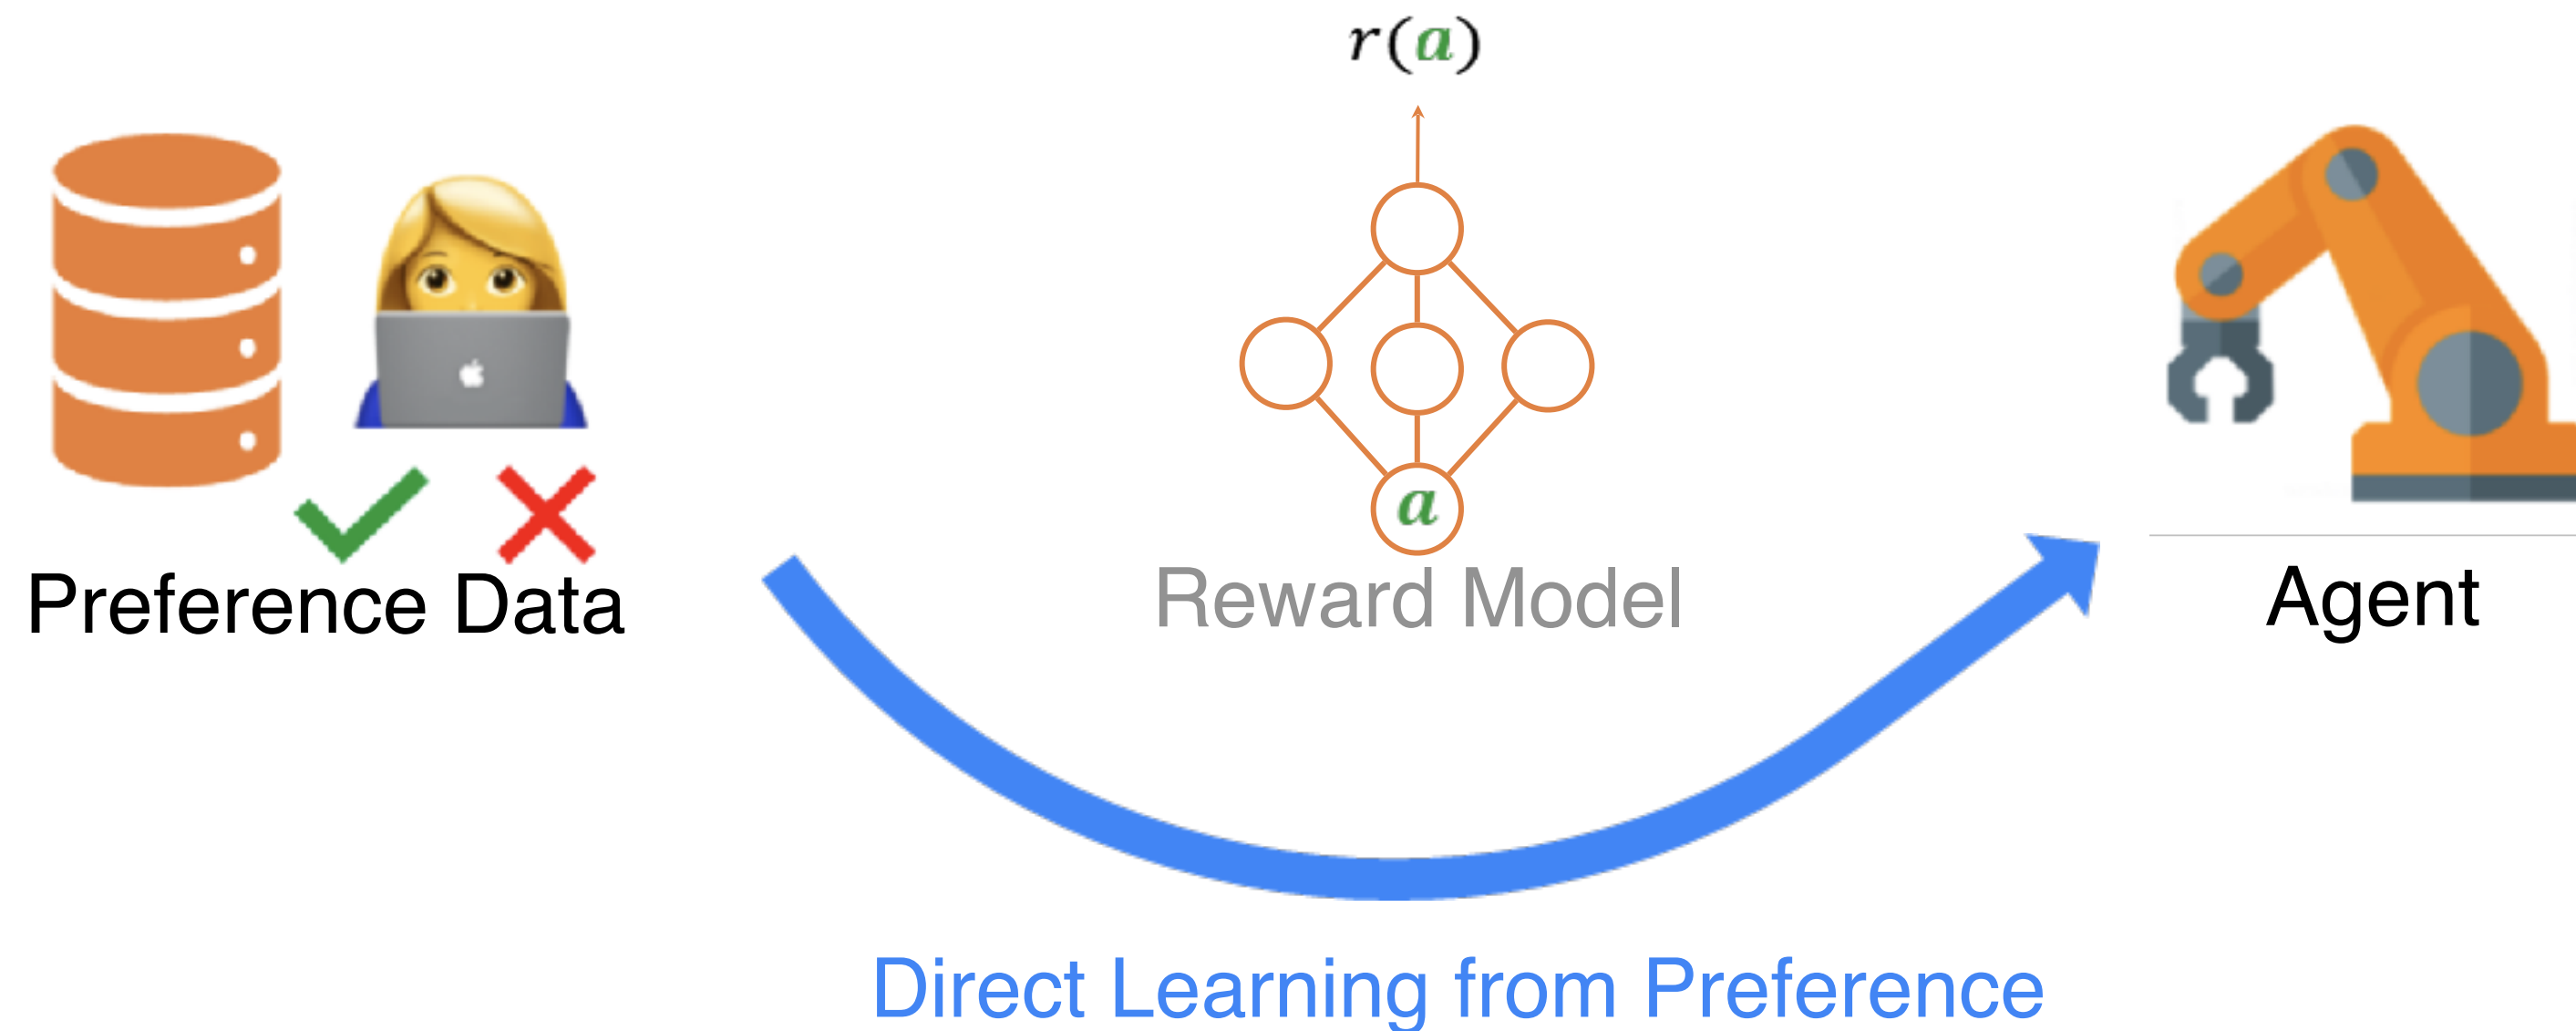 r(a)
a
Preference Data
Reward Model
Agent
Direct Learning from Preference